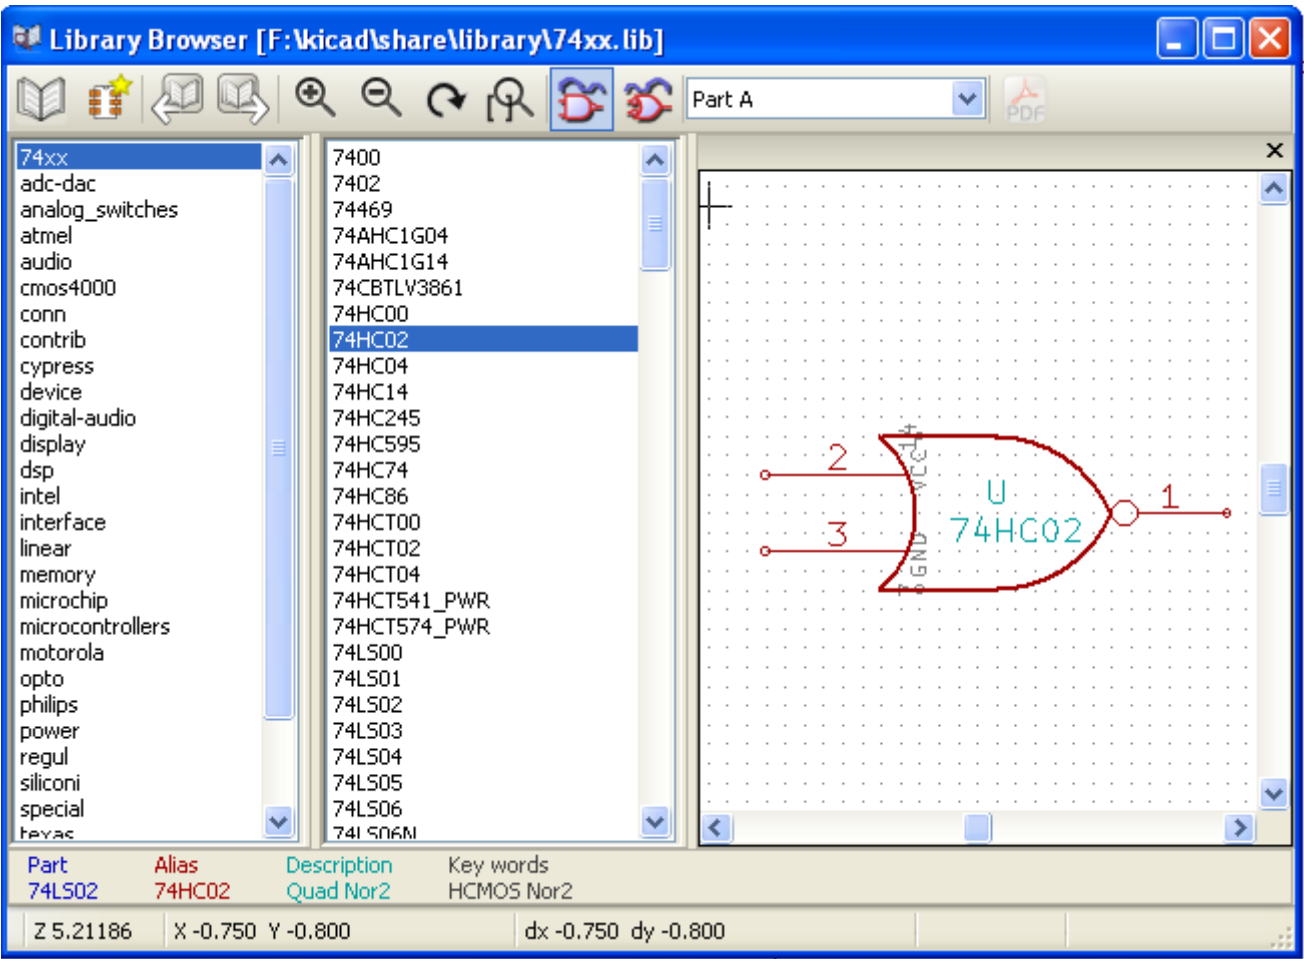 Library Browser [F:\kicad\share\library\74xx.lib]
Part A
PDF
74xx
adc-dac
analog_switches
atmel
audio
cmos4000
conn
contrib
cypress
device
digital-audio
display
dsp
intel
interface
linear
memory
microchip
microcontrollers
motorola
opto
philips
power
regul
siliconi
special
texas
7400
7402
74469
74AHC1G04
74AHC1G14
74CBTLV3861
74HC00
74HC02
74HC04
74HC14
74HC245
74HC595
74HC74
74HC86
74HCT00
74HCT02
74HCT04
74HCT541_PWR
74HCT574_PWR
74LS00
74LS01
74LS02
74LS03
74LS04
74LS05
74LS06
74LS06N
14
VCC
2
U
1
3
74HC02
GND
7
Part Alias Description Key words
74LS02 74HC02 Quad Nor2 HCMOS Nor2
Z 5.21186 X -0.750 Y -0.800 dx -0.750 dy -0.800